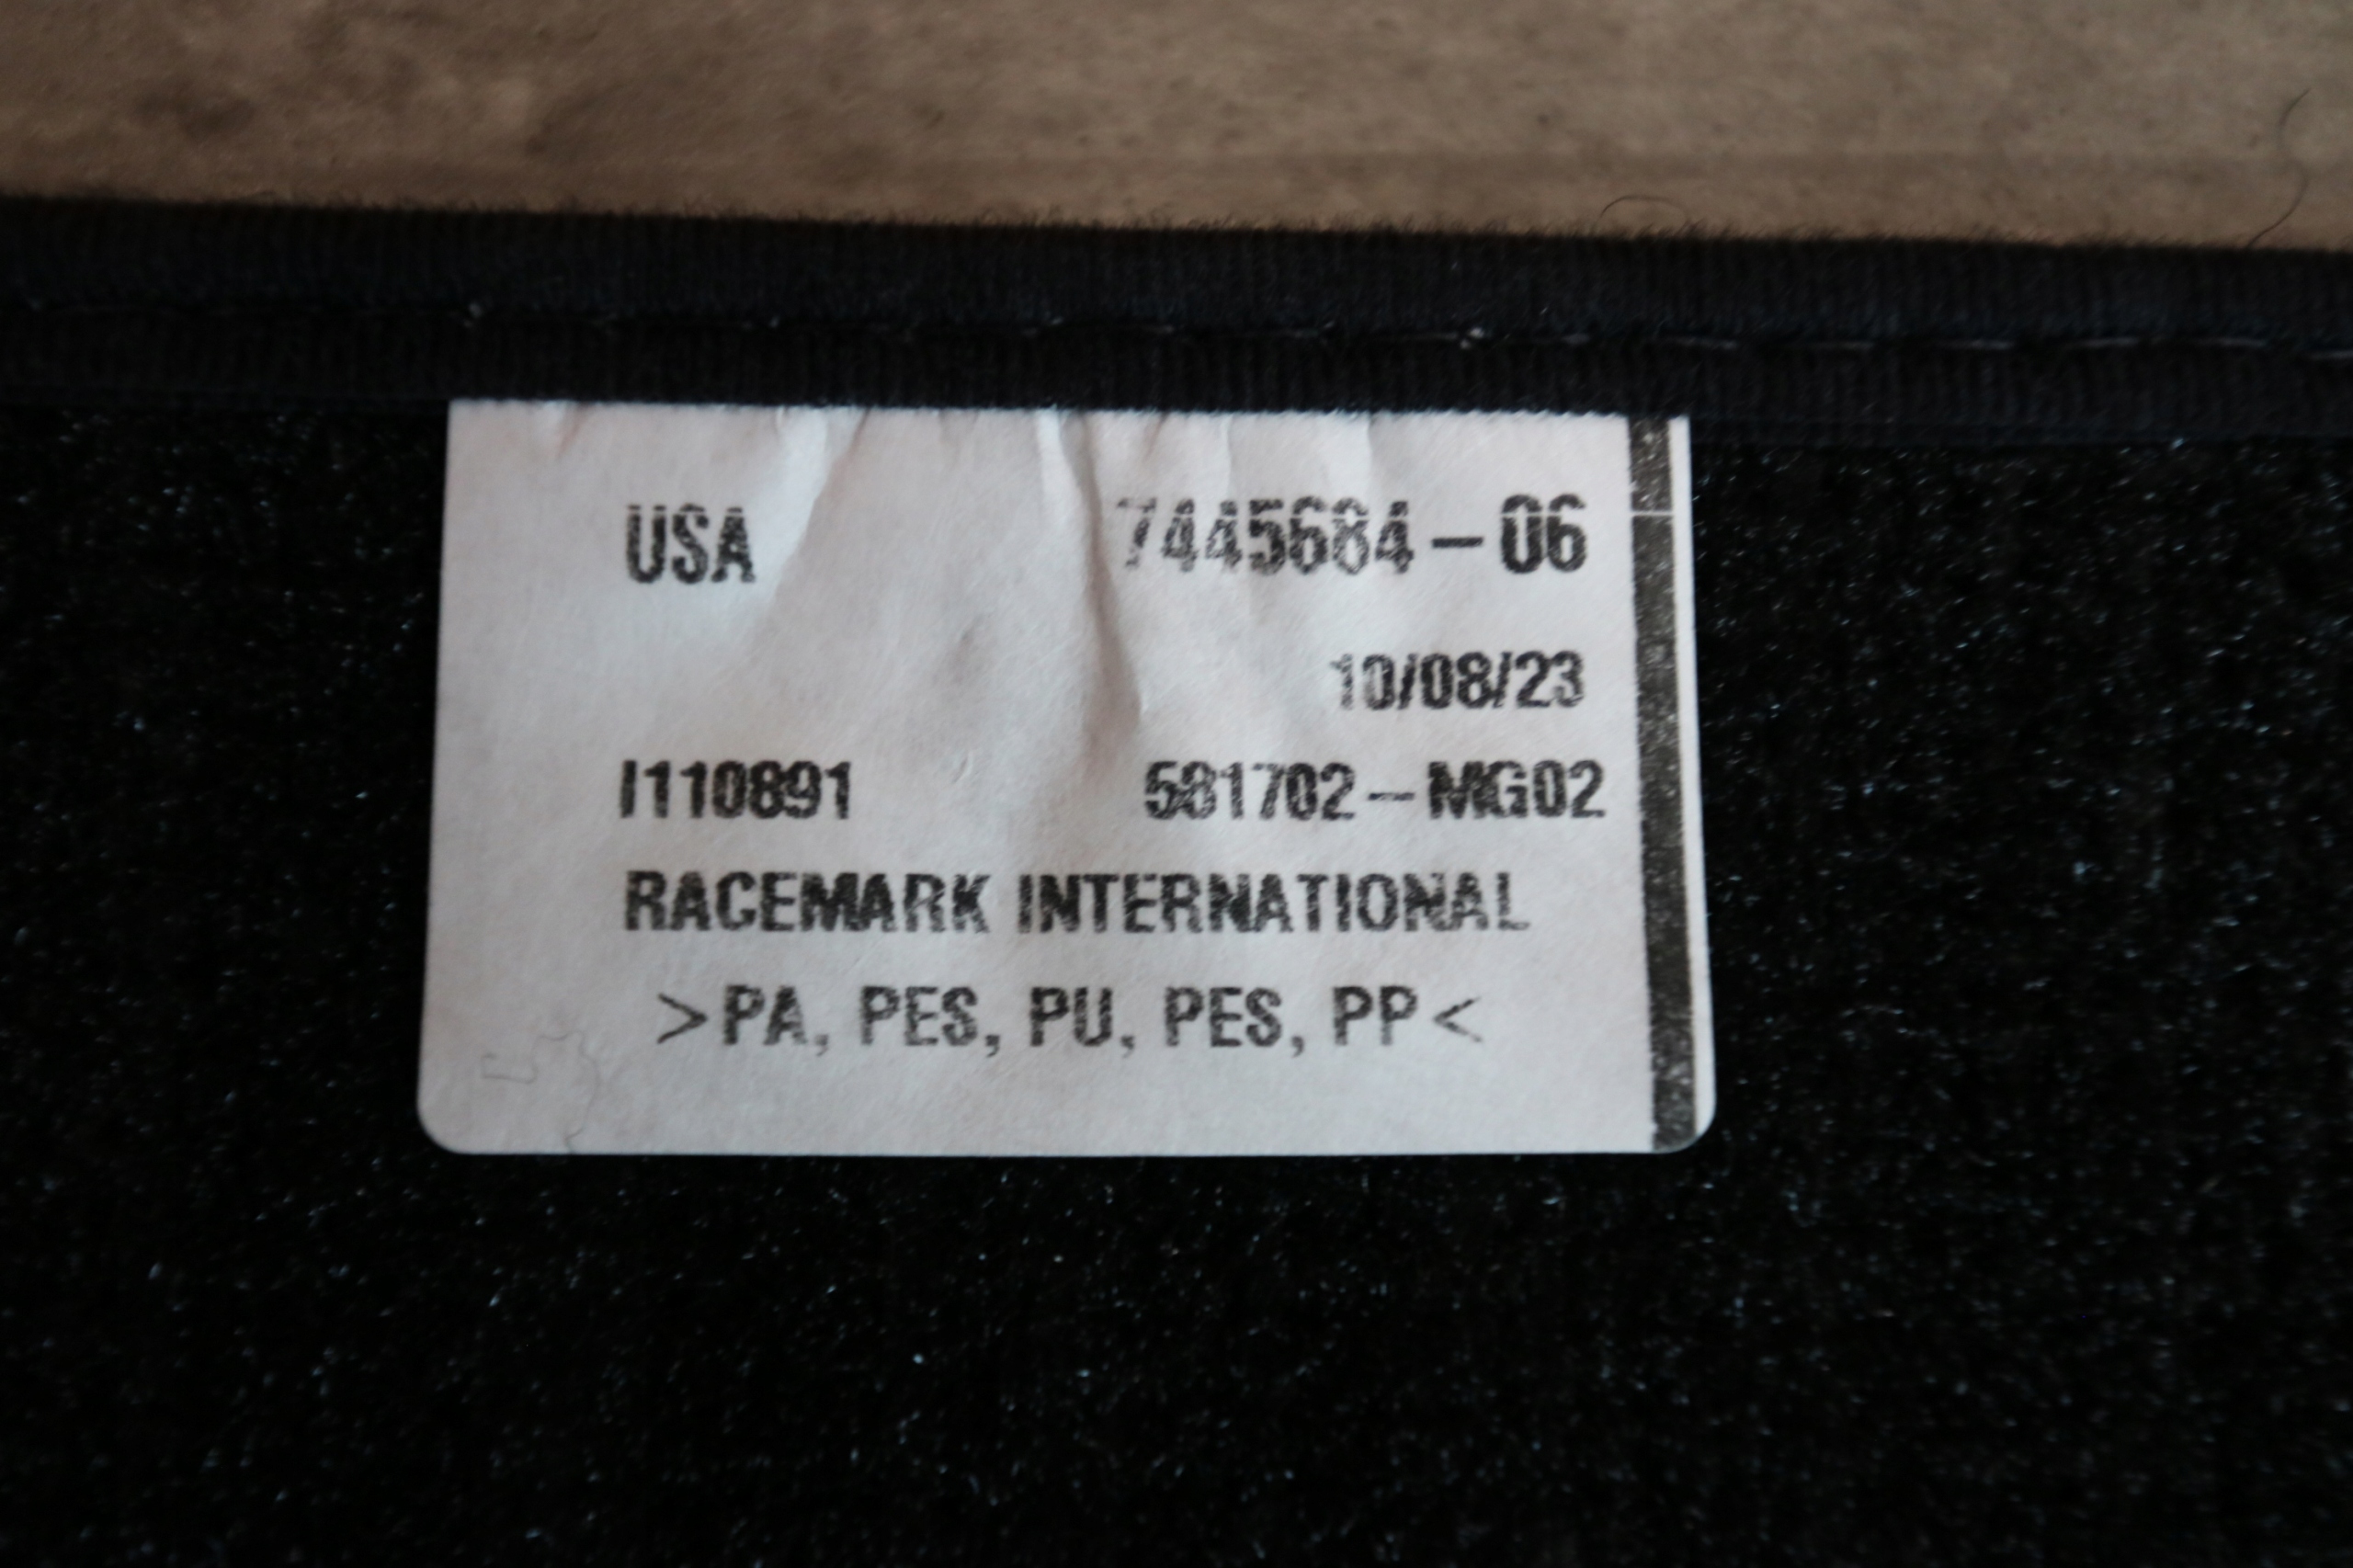 USA 7445684-06
10/08/23
I110891 581702-MG02
RACEMARK INTERNATIONAL
>PA, PES, PU, PES, PP<